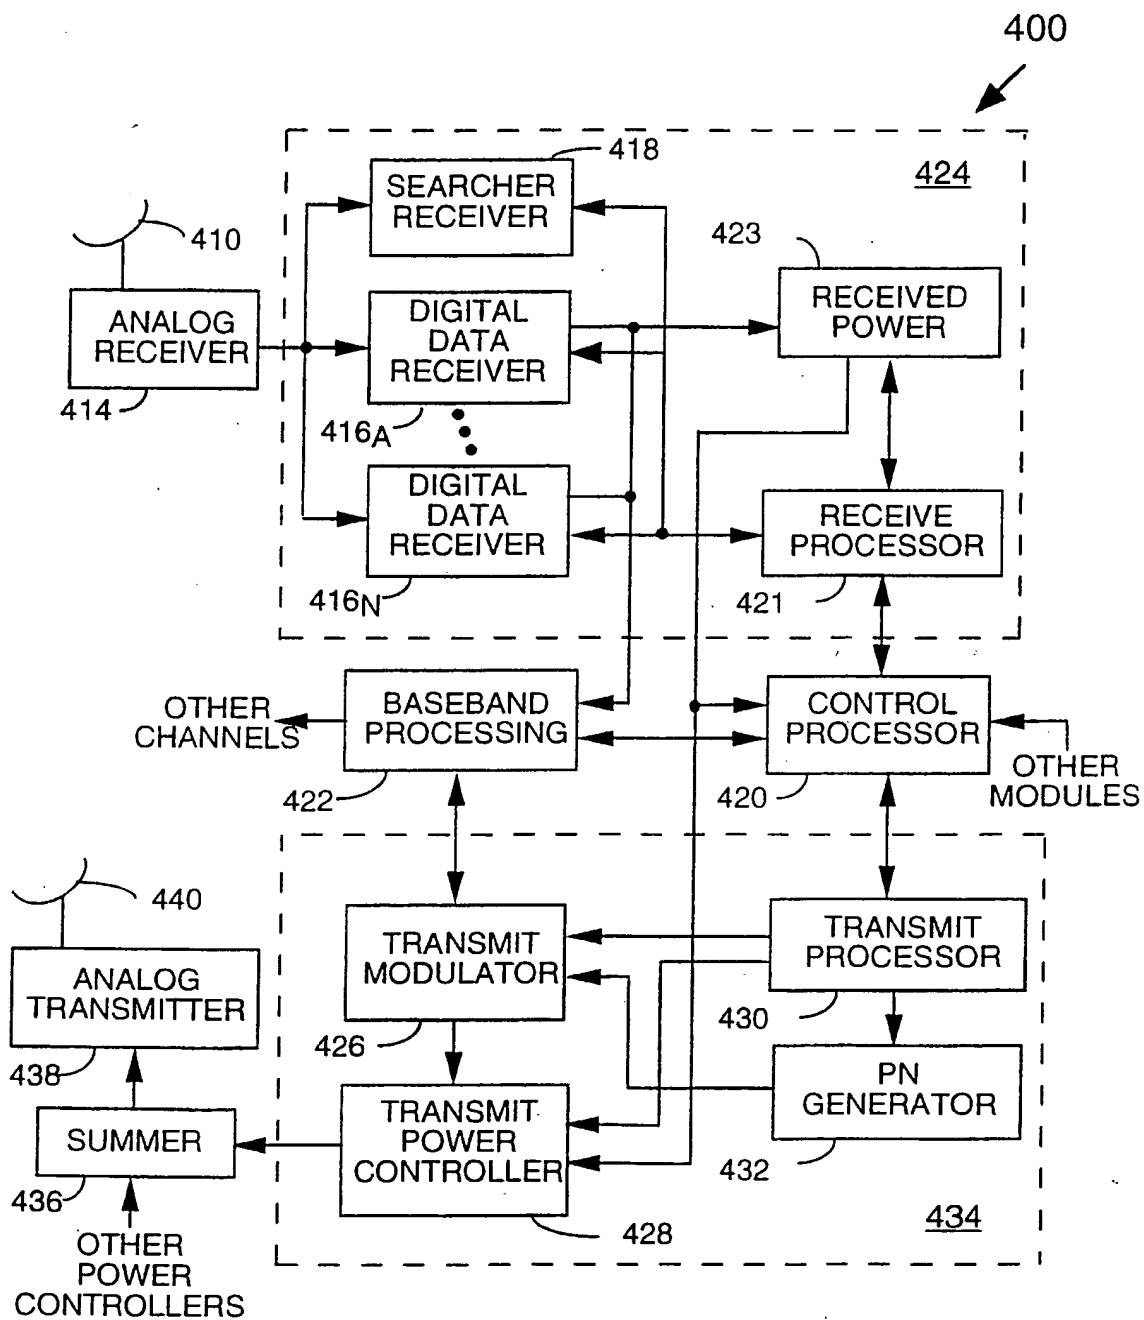 400
418
424
SEARCHER
RECEIVER
410
423
ANALOG
RECEIVER
414
DIGITAL
DATA
RECEIVER
416A
RECEIVED
POWER
DIGITAL
DATA
RECEIVER
416N
RECEIVE
PROCESSOR
421
OTHER
CHANNELS
BASEBAND
PROCESSING
422
CONTROL
PROCESSOR
420
OTHER
MODULES
440
ANALOG
TRANSMITTER
438
TRANSMIT
MODULATOR
426
TRANSMIT
PROCESSOR
430
SUMMER
436
TRANSMIT
POWER
CONTROLLER
428
PN
GENERATOR
432
434
OTHER
POWER
CONTROLLERS